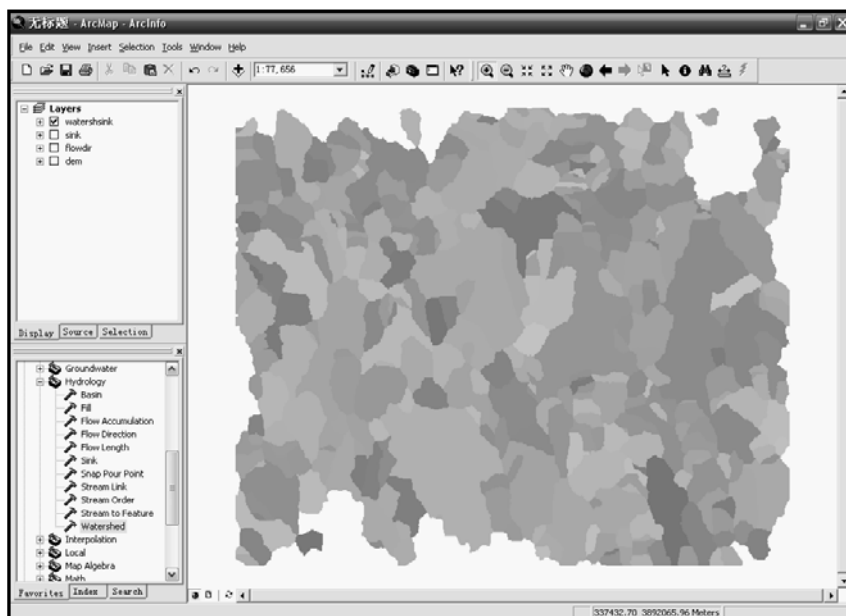 无标题 - ArcMap - ArcInfo
File Edit View Insert Selection Tools Window Help
1:77,656
Layers
watershsink
sink
flowdir
dem
Display Source Selection
Groundwater
Hydrology
Basin
Fill
Flow Accumulation
Flow Direction
Flow Length
Sink
Snap Pour Point
Stream Link
Stream Order
Stream to Feature
Watershed
Interpolation
Local
Map Algebra
Math
Favorites Index Search
337432.70 3892065.96 Meters